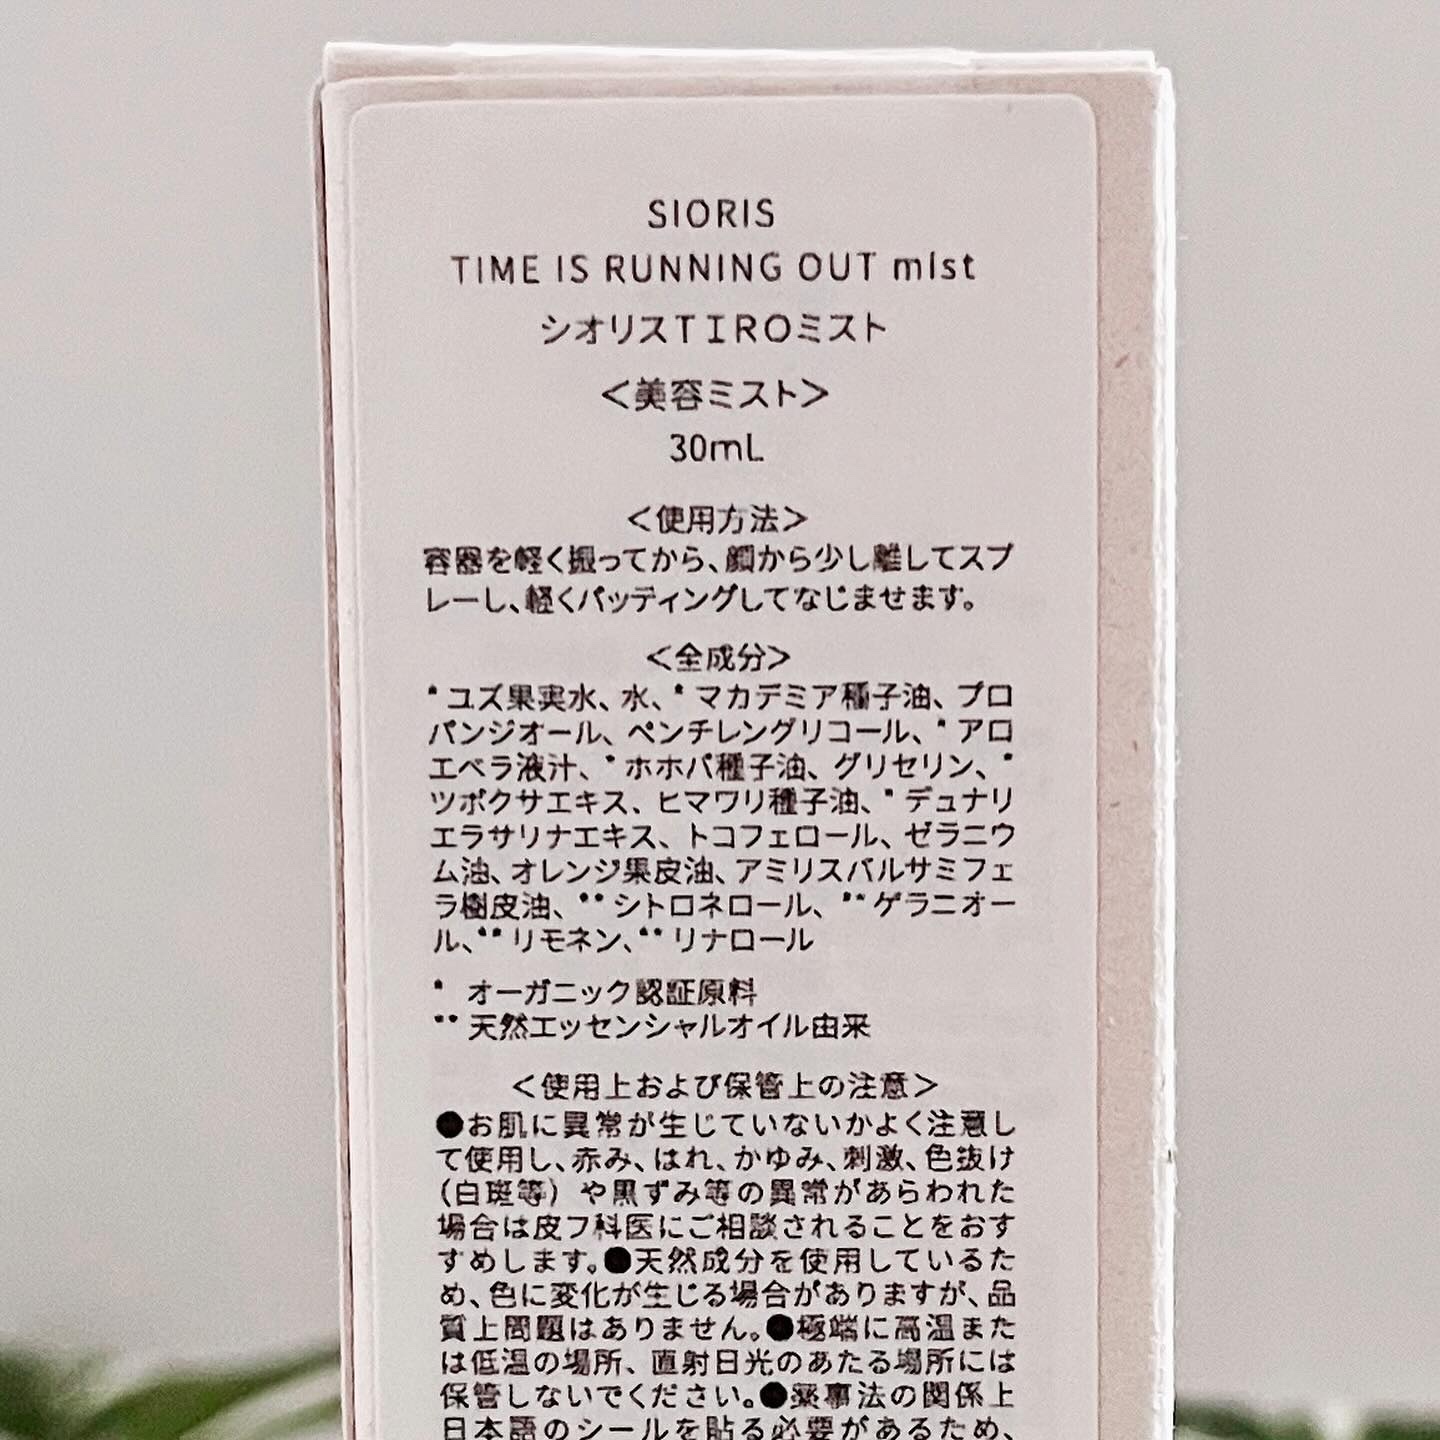 SIORIS
TIME IS RUNNING OUT mist
シオリスTIROミスト
＜美容ミスト＞
30mL
＜使用方法＞
容器を軽く振ってから、顔から少し離してスプ
レーし、軽くパッティングしてなじませます。
＜全成分＞
*ユズ果実水、水、*マカデミア種子油、プロ
パンジオール、ペンチレングリコール、*アロ
エベラ液汁、*ホホバ種子油、グリセリン、*
ツボクサエキス、ヒマワリ種子油、*デュナリ
エラサリナエキス、トコフェロール、ゼラニウ
ム油、オレンジ果皮油、アミリスバルサミフェ
ラ樹皮油、**シトロネロール、**ゲラニオー
ル、**リモネン、**リナロール
* オーガニック認証原料
**天然エッセンシャルオイル由来
＜使用上および保管上の注意＞
●お肌に異常が生じていないかよく注意し
て使用し、赤み、はれ、かゆみ、刺激、色抜け
（白斑等）や黒ずみ等の異常があらわれた
場合は皮フ科医にご相談されることをおす
すめします。●天然成分を使用しているた
め、色に変化が生じる場合がありますが、品
質上問題はありません。●極端に高温また
は低温の場所、直射日光のあたる場所には
保管しないでください。●薬事法の関係上
日本語のシールを貼る必要があるため、